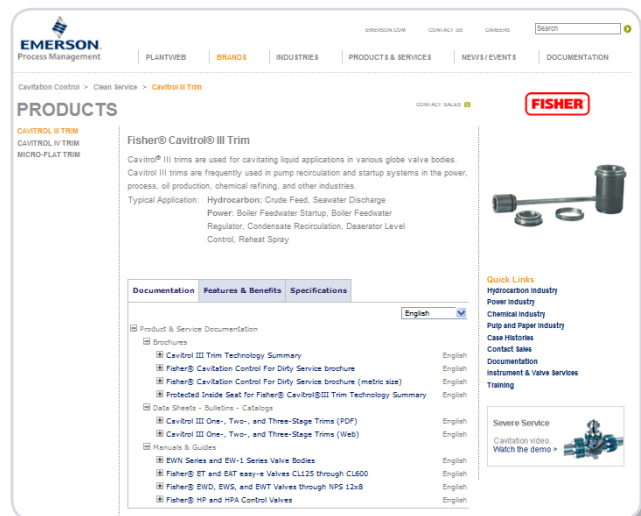 EMERSON.COM CONTACT US CAREERS Search
EMERSON.
Process Management
PLANTWEB BRANDS INDUSTRIES PRODUCTS & SERVICES NEWS / EVENTS DOCUMENTATION
Cavitation Control > Clean Service > Cavitrol III Trim
PRODUCTS
CONTACT SALES
FISHER
CAVITROL III TRIM
CAVITROL IV TRIM
MICRO-FLAT TRIM
Fisher® Cavitrol® III Trim
Cavitrol® III trims are used for cavitating liquid applications in various globe valve bodies.
Cavitrol III trims are frequently used in pump recirculation and startup systems in the power,
process, oil production, chemical refining, and other industries.
Typical Application: Hydrocarbon: Crude Feed, Seawater Discharge
Power: Boiler Feedwater Startup, Boiler Feedwater
Regulator, Condensate Recirculation, Deaerator Level
Control, Reheat Spray
Documentation Features & Benefits Specifications
English
Product & Service Documentation
Brochures
Cavitrol III Trim Technology Summary English
Fisher® Cavitation Control For Dirty Service brochure English
Fisher® Cavitation Control For Dirty Service brochure (metric size) English
Protected Inside Seat for Fisher® Cavitrol®III Trim Technology Summary English
Data Sheets - Bulletins - Catalogs
Cavitrol III One-, Two-, and Three-Stage Trims (PDF) English
Cavitrol III One-, Two-, and Three-Stage Trims (Web) English
Manuals & Guides
EWN Series and EW-1 Series Valve Bodies English
Fisher® ET and EAT easy-e Valves CL125 through CL600 English
Fisher® EWD, EWS, and EWT Valves through NPS 12x8 English
Fisher® HP and HPA Control Valves English
Quick Links
Hydrocarbon Industry
Power Industry
Chemical Industry
Pulp and Paper Industry
Case Histories
Contact Sales
Documentation
Instrument & Valve Services
Training
Severe Service
Cavitation video.
Watch the demo >